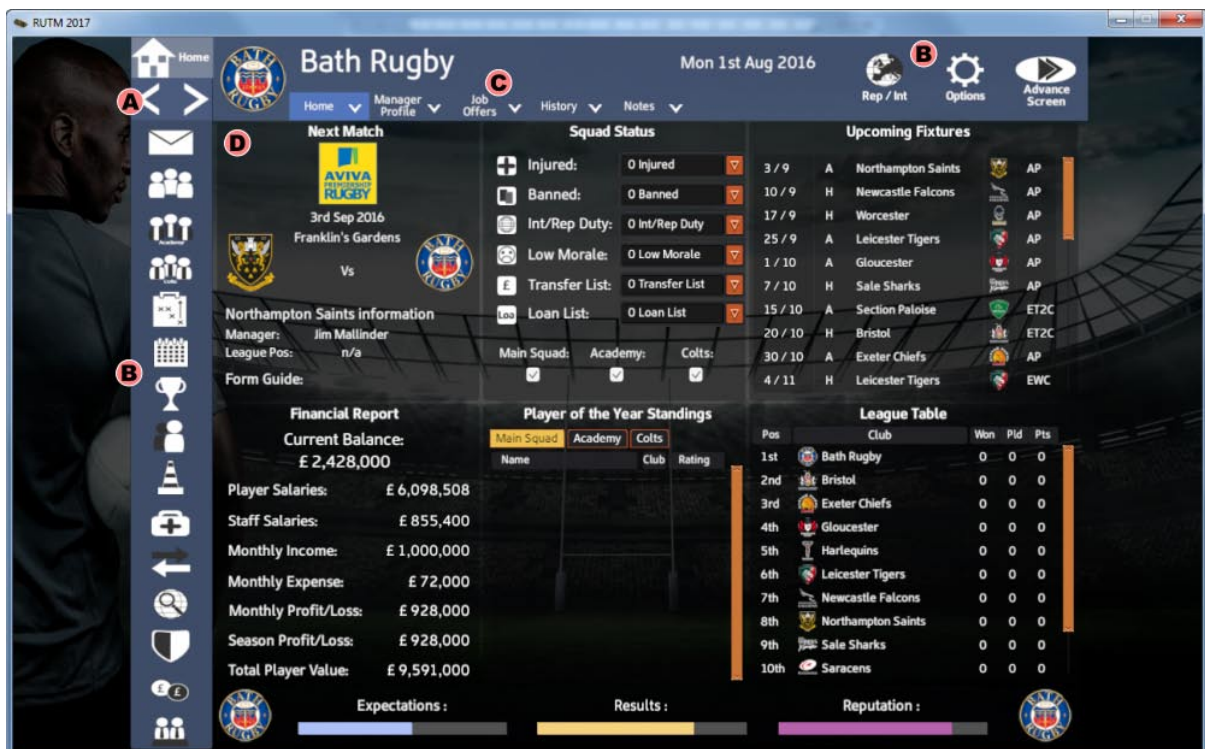 RUTM 2017
Home
A
Bath Rugby
Mon 1st Aug 2016
B
Rep / Int
Options
Advance
Screen
C
Home
Manager
Profile
Job
Offers
History
Notes
D
Next Match
AVIVA
PREMIERSHIP
RUGBY
3rd Sep 2016
Franklin's Gardens
BATH
RUGBY
Vs
Northampton Saints information
Manager: Jim Mallinder
League Pos: n/a
Form Guide:
Squad Status
Injured: 0 Injured
Banned: 0 Banned
Int/Rep Duty: 0 Int/Rep Duty
Low Morale: 0 Low Morale
£ Transfer List: 0 Transfer List
Loa Loan List: 0 Loan List
Main Squad: Academy: Colts:
Upcoming Fixtures
3 / 9 A Northampton Saints AP
10 / 9 H Newcastle Falcons AP
17 / 9 H Worcester AP
25 / 9 A Leicester Tigers AP
1 / 10 A Gloucester AP
7 / 10 H Sale Sharks AP
15 / 10 A Section Paloise ET2C
20 / 10 H Bristol ET2C
30 / 10 A Exeter Chiefs AP
4 / 11 H Leicester Tigers EWC
B
Financial Report
Current Balance:
£ 2,428,000
Player Salaries: £ 6,098,508
Staff Salaries: £ 855,400
Monthly Income: £ 1,000,000
Monthly Expense: £ 72,000
Monthly Profit/Loss: £ 928,000
Season Profit/Loss: £ 928,000
Total Player Value: £ 9,591,000
Player of the Year Standings
Main Squad Academy Colts
Name Club Rating
League Table
Pos Club Won Pld Pts
1st Bath Rugby 0 0 0
2nd Bristol 0 0 0
3rd Exeter Chiefs 0 0 0
4th Gloucester 0 0 0
5th Harlequins 0 0 0
6th Leicester Tigers 0 0 0
7th Newcastle Falcons 0 0 0
8th Northampton Saints 0 0 0
9th Sale Sharks 0 0 0
10th Saracens 0 0 0
Expectations :
Results :
Reputation :